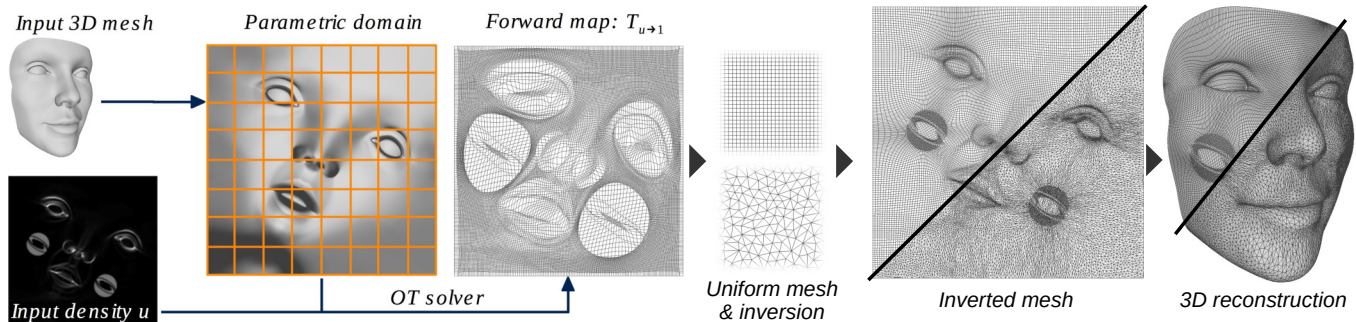 Input 3D mesh
Parametric domain
Forward map: T u→1
Input density u
OT solver
Uniform mesh
& inversion
Inverted mesh
3D reconstruction